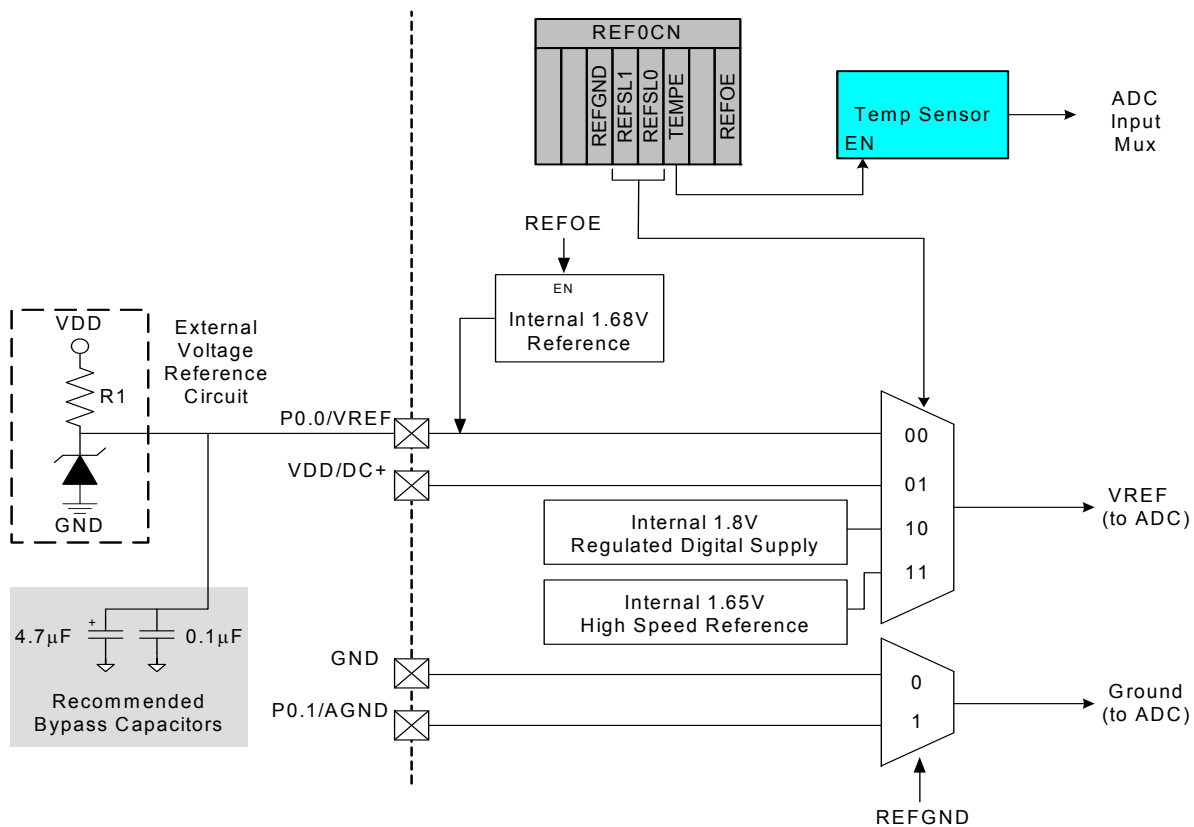 REF0CN
REFGND
REFSL1
REFSL0
TEMPE
REFOE
Temp Sensor
EN
ADC
Input
Mux
REFOE
EN
Internal 1.68V
Reference
VDD
R1
GND
External
Voltage
Reference
Circuit
P0.0/VREF
VDD/DC+
00
01
10
11
Internal 1.8V
Regulated Digital Supply
Internal 1.65V
High Speed Reference
VREF
(to ADC)
4.7μF
+
0.1μF
Recommended
Bypass Capacitors
GND
P0.1/AGND
0
1
Ground
(to ADC)
REFGND